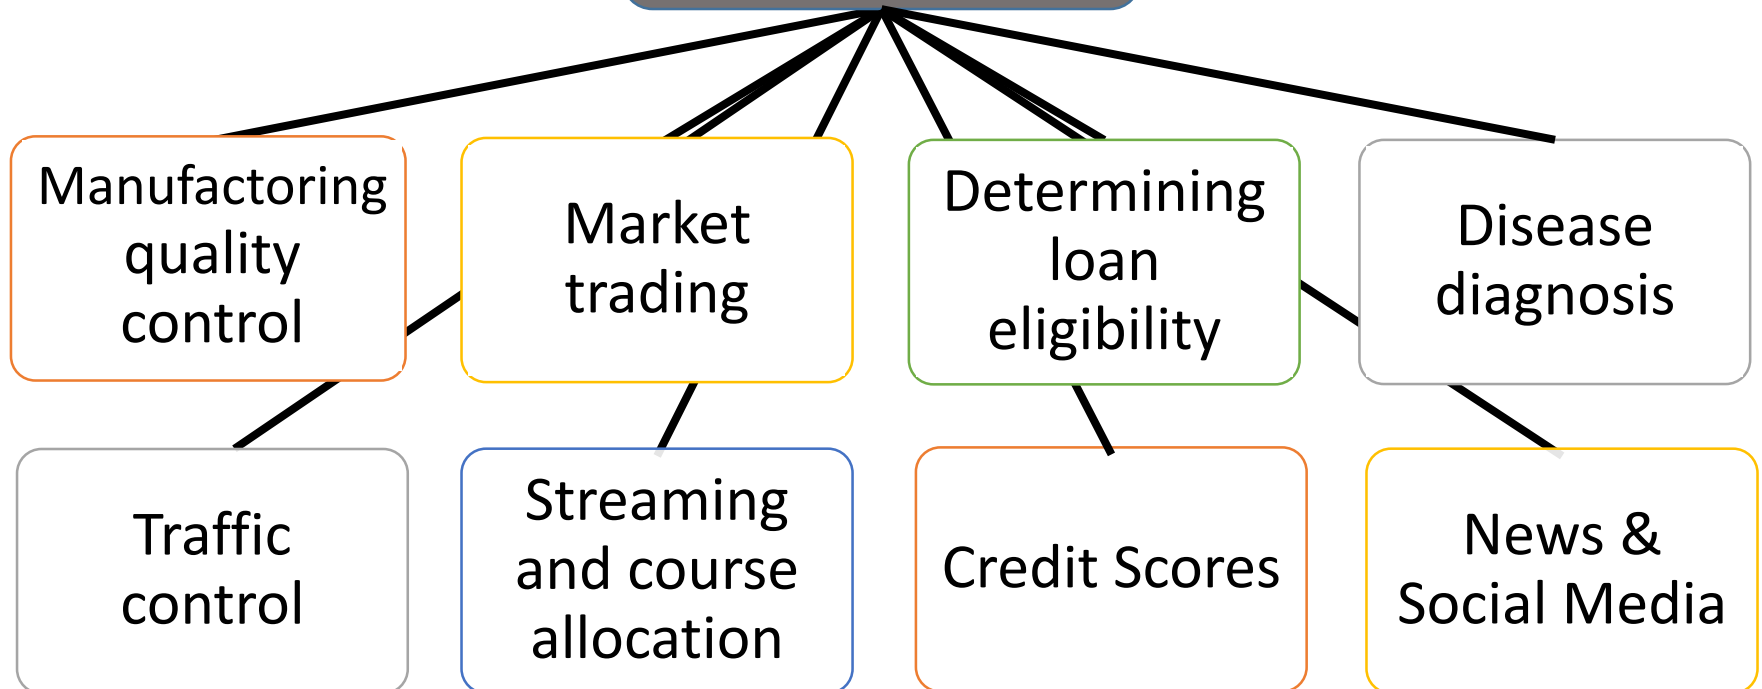 Manufactoring
quality
control
Market
trading
Determining
loan
eligibility
Disease
diagnosis
Traffic
control
Streaming
and course
allocation
Credit Scores
News &
Social Media